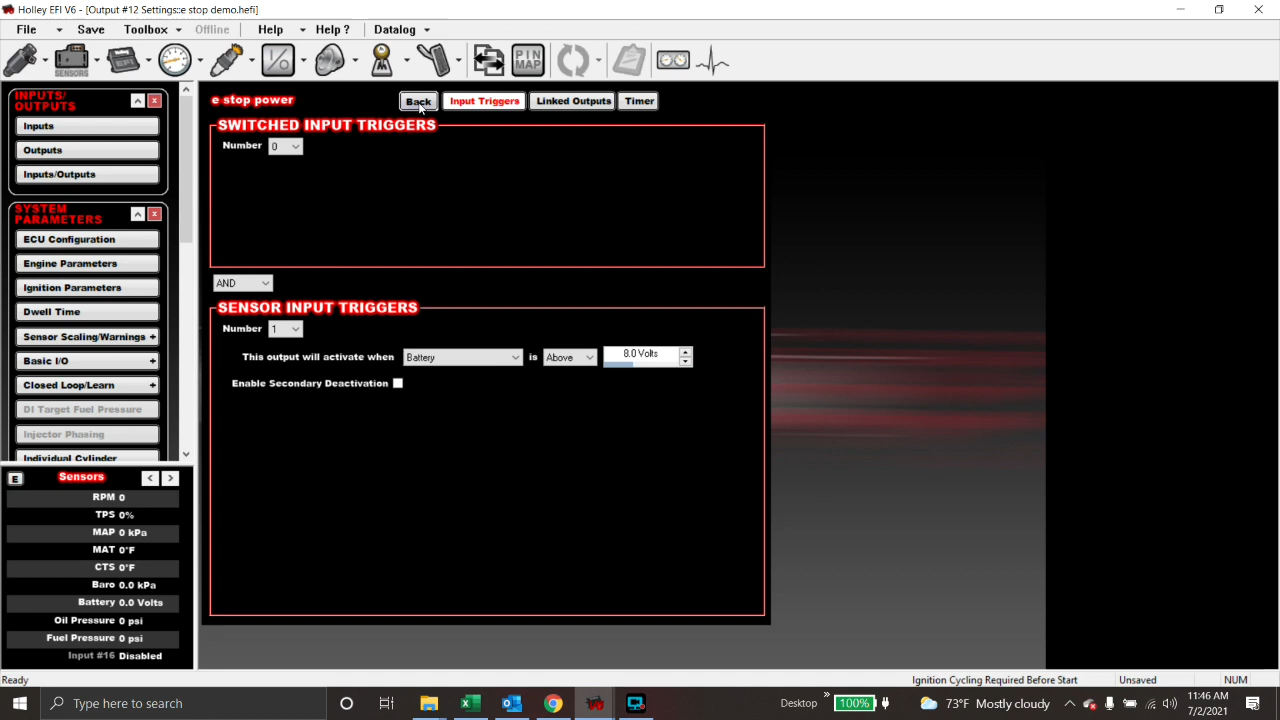 Holley EFI V6 - [Output #12 Settings::e stop demo.hefi]
File Save Toolbox Offline Help Help ? Datalog
SENSORS EFI I/O PIN MAP
INPUTS/
OUTPUTS
Inputs
Outputs
Inputs/Outputs
SYSTEM
PARAMETERS
ECU Configuration
Engine Parameters
Ignition Parameters
Dwell Time
Sensor Scaling/Warnings +
Basic I/O +
Closed Loop/Learn +
DI Target Fuel Pressure
Injector Phasing
Individual Cylinder
E Sensors < >
RPM 0
TPS 0%
MAP 0 kPa
MAT 0°F
CTS 0°F
Baro 0.0 kPa
Battery 0.0 Volts
Oil Pressure 0 psi
Fuel Pressure 0 psi
Input #16 Disabled
e stop power Back Input Triggers Linked Outputs Timer
SWITCHED INPUT TRIGGERS
Number 0
AND
SENSOR INPUT TRIGGERS
Number 1
This output will activate when Battery is Above 8.0 Volts
Enable Secondary Deactivation
Ready Ignition Cycling Required Before Start Unsaved NUM
Type here to search Desktop » 100% 73°F Mostly cloudy
11:46 AM
7/2/2021